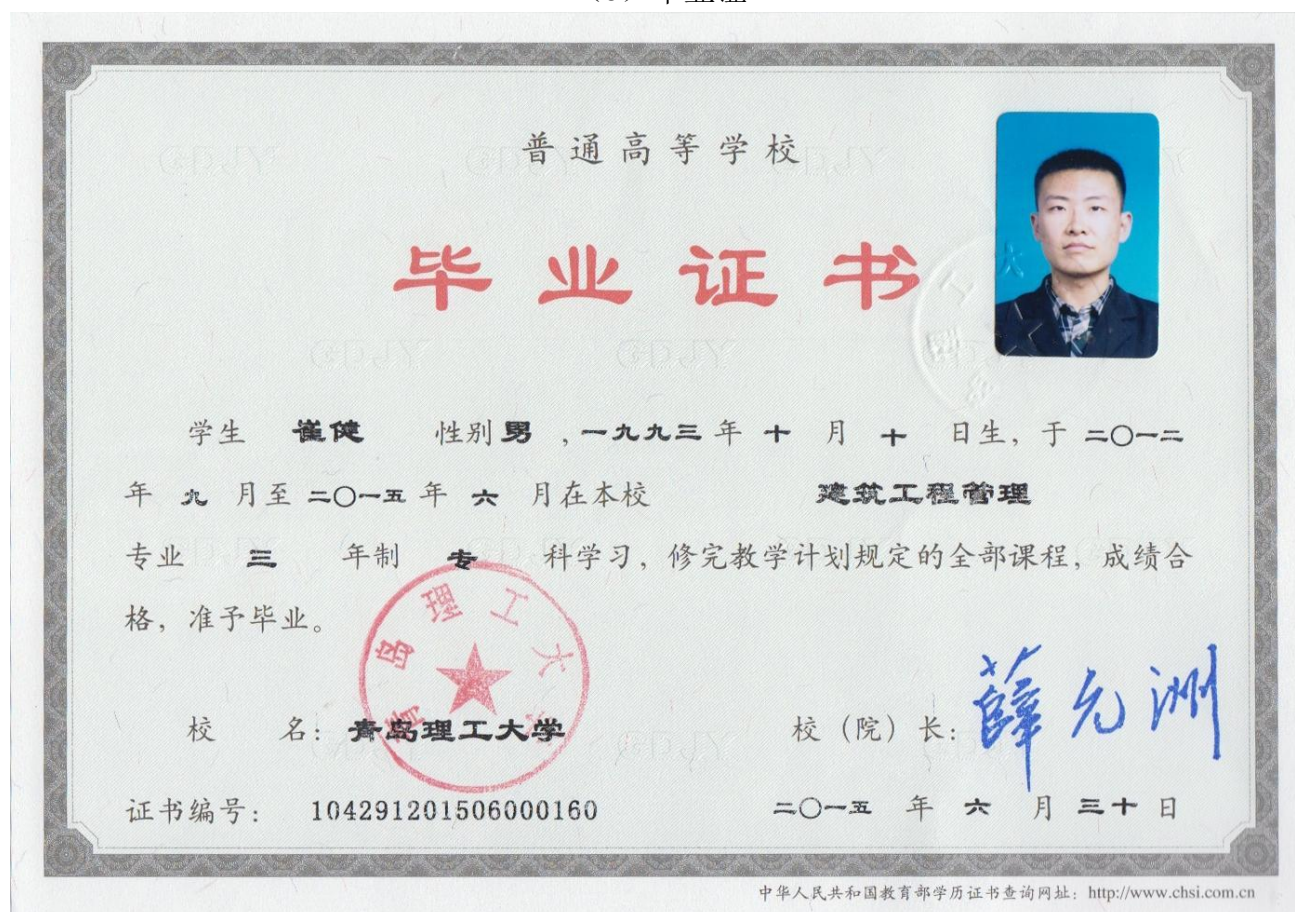 普通高等学校
毕业证书
学生 崔健 性别 男 ,一九九三 年 十 月 十 日生, 于 二〇一二
年 九 月至 二〇一五 年 六 月在本校 建筑工程管理
专业 三 年制 专 科学习, 修完教学计划规定的全部课程, 成绩合
格, 准予毕业。
青岛理工大学
校 名: 青岛理工大学
校 (院) 长: 薛允洲
证书编号: 104291201506000160
二〇一五 年 六 月 三十 日
中华人民共和国教育部学历证书查询网址: http://www.chsi.com.cn